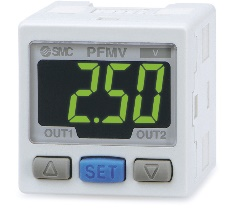 SMC PFMV V
2.50
OUT1 OUT2
SET